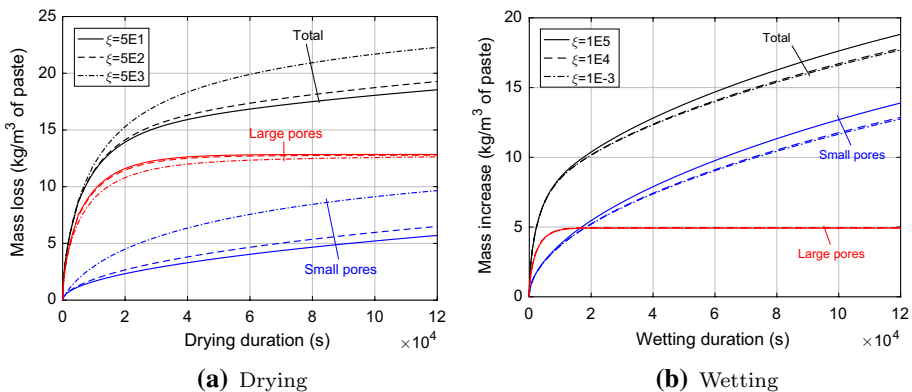 25
20
15
10
5
0
Mass loss (kg/m³ of paste)
ξ=5E1
ξ=5E2
ξ=5E3
Total
Large pores
Small pores
0 2 4 6 8 10 12
Drying duration (s)
×10⁴
(a) Drying
20
15
10
5
0
Mass increase (kg/m³ of paste)
ξ=1E5
ξ=1E4
ξ=1E-3
Total
Small pores
Large pores
0 2 4 6 8 10 12
Wetting duration (s)
×10⁴
(b) Wetting